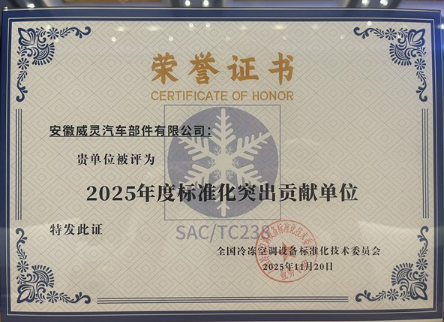 荣誉证书
CERTIFICATE OF HONOR
安徽威灵汽车部件有限公司：
贵单位被评为
2025年度标准化突出贡献单位
特发此证
SAC/TC238
全国冷冻空调设备标准化技术委员会
2025年11月20日